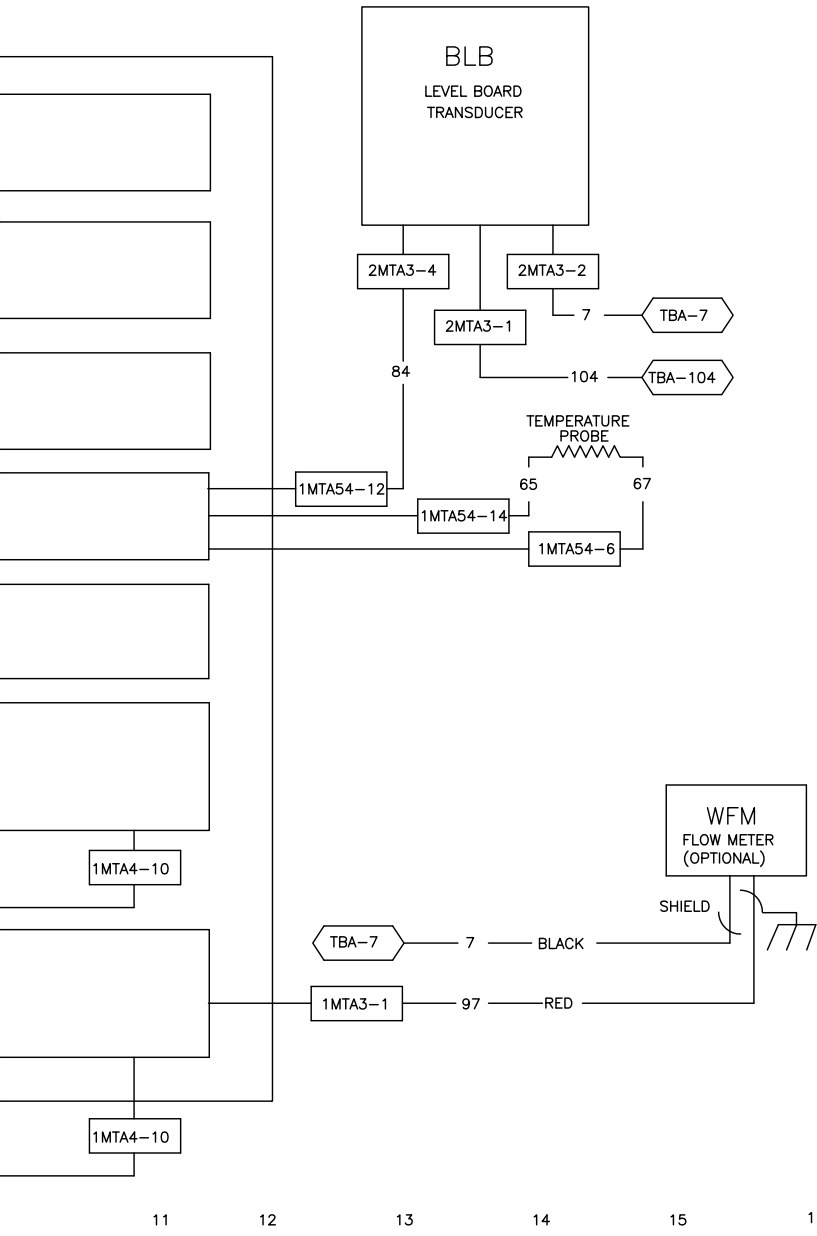 BLB
LEVEL BOARD
TRANSDUCER
2MTA3-4
2MTA3-2
7
TBA-7
2MTA3-1
84
104
TBA-104
TEMPERATURE
PROBE
65
67
1MTA54-12
1MTA54-14
1MTA54-6
WFM
FLOW METER
(OPTIONAL)
1MTA4-10
SHIELD
TBA-7
7
BLACK
1MTA3-1
97
RED
1MTA4-10
11
12
13
14
15
1